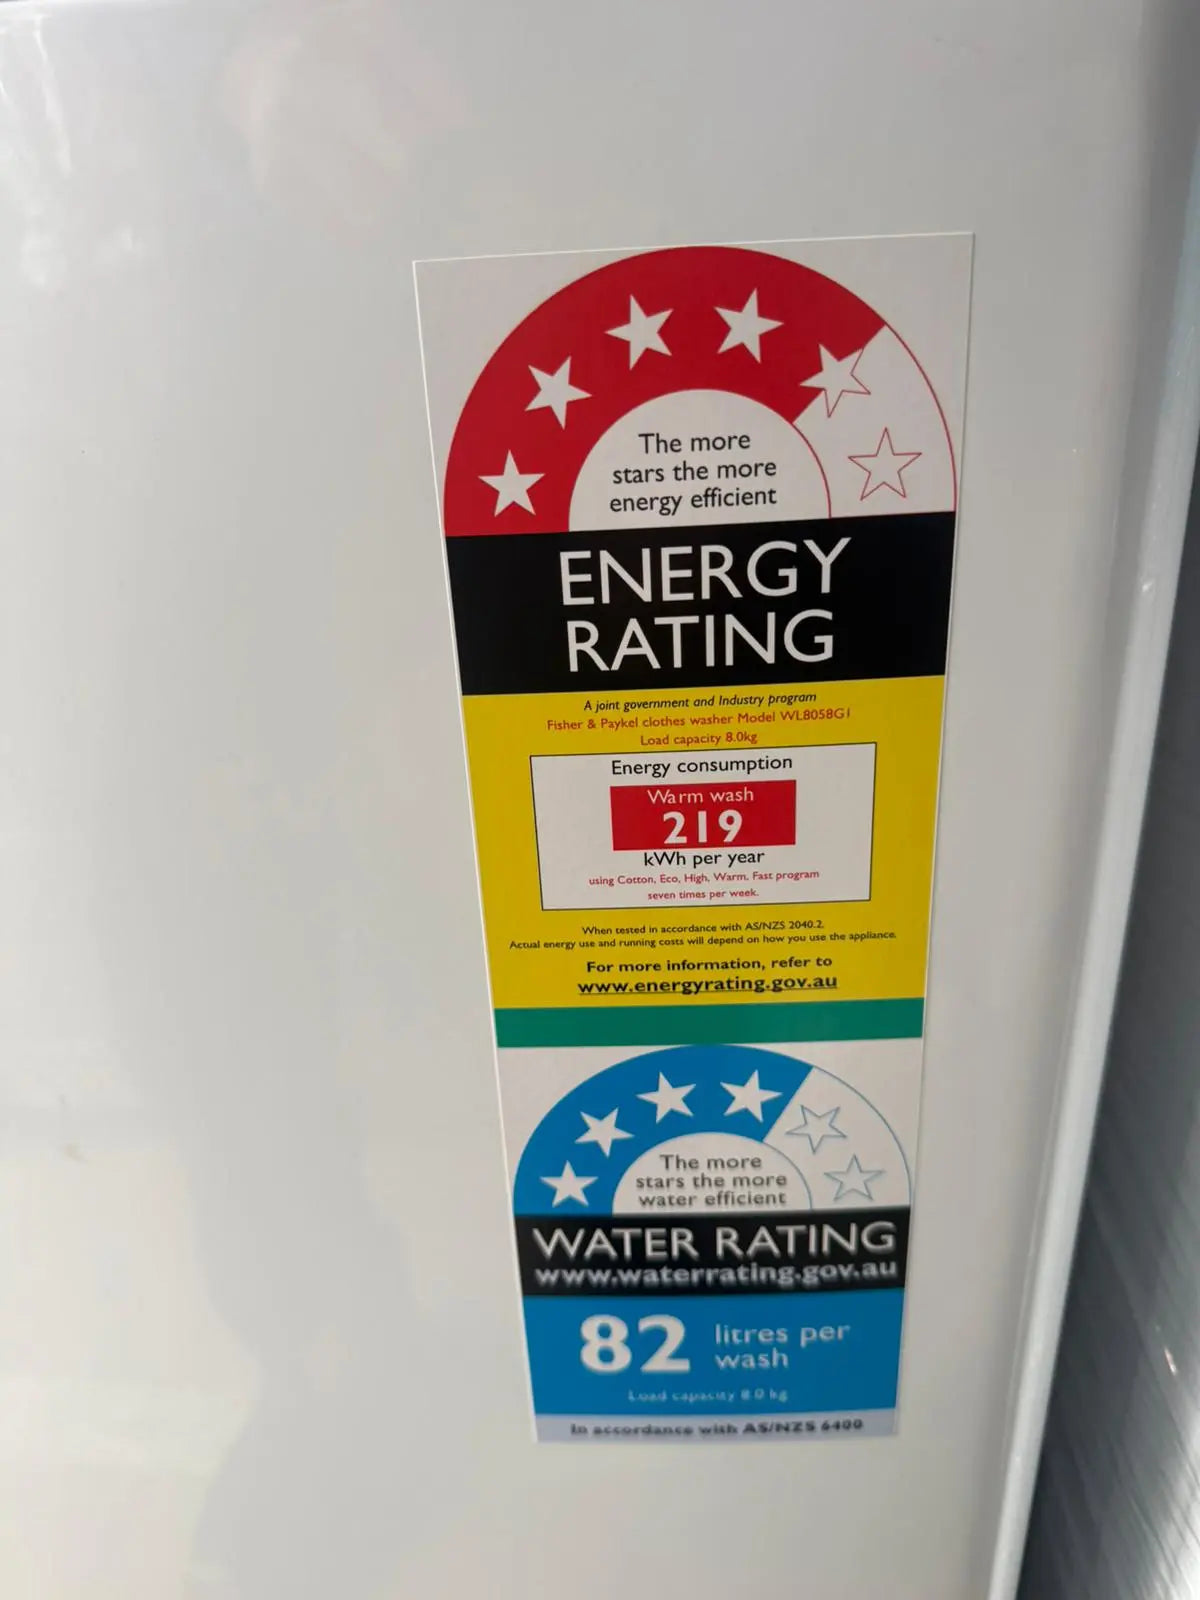 The more
stars the more
energy efficient
ENERGY
RATING
A joint government and Industry program
Fisher & Paykel clothes washer Model WL8058G1
Load capacity 8.0kg
Energy consumption
Warm wash
219
kWh per year
using Cotton, Eco, High, Warm, Fast program
seven times per week.
When tested in accordance with AS/NZS 2040.2.
Actual energy use and running costs will depend on how you use the appliance.
For more information, refer to
www.energyrating.gov.au
The more
stars the more
water efficient
WATER RATING
www.waterrating.gov.au
82 litres per
wash
Load capacity 8.0 kg
In accordance with AS/NZS 6400